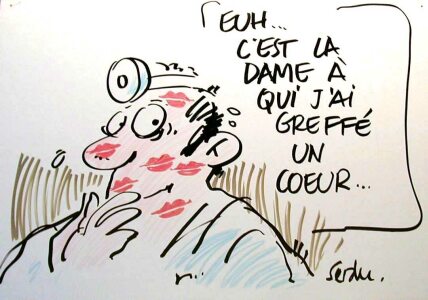 EUH...
C'EST LA
DAME À
QUI J'AI
GREFFÉ
UN
COEUR...
Serdu.